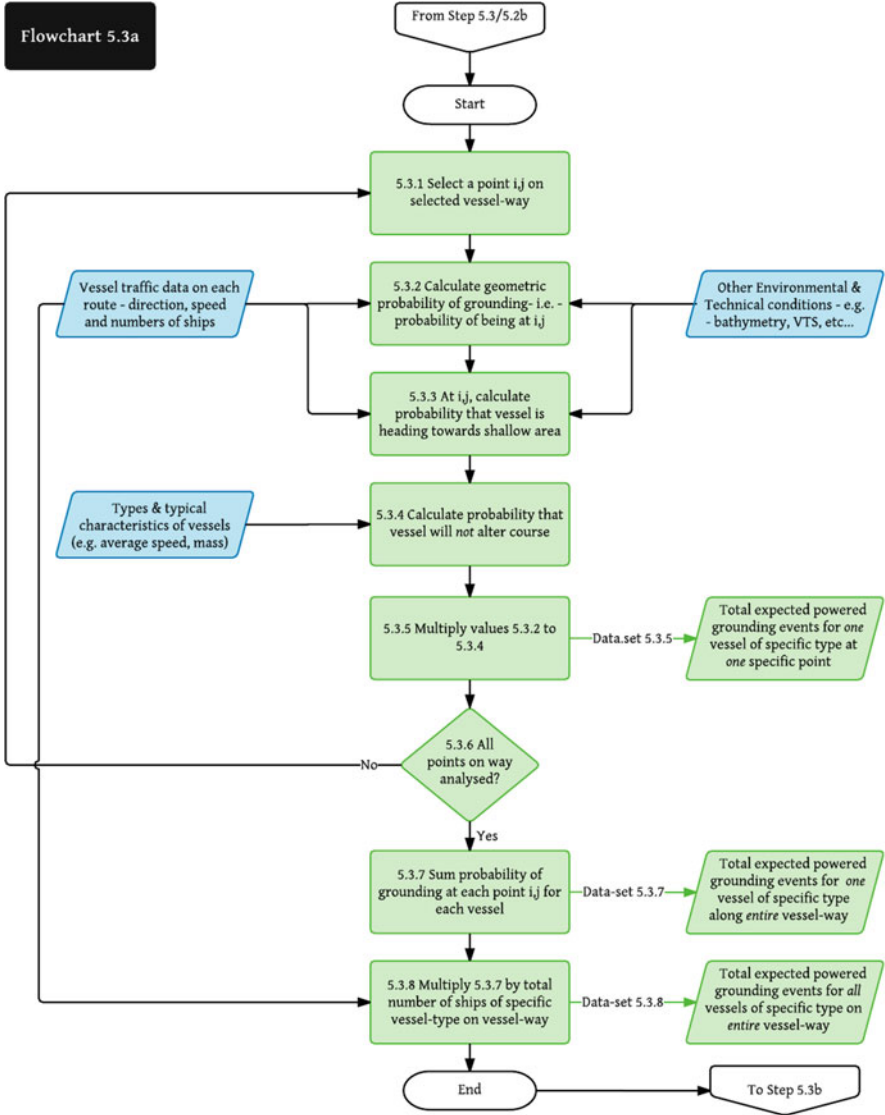 Flowchart 5.3a
From Step 5.3/5.2b
Start
5.3.1 Select a point i,j on
selected vessel-way
Vessel traffic data on each
route - direction, speed
and numbers of ships
5.3.2 Calculate geometric
probability of grounding- i.e. -
probability of being at i,j
Other Environmental &
Technical conditions - e.g.
- bathymetry, VTS, etc...
5.3.3 At i,j, calculate
probability that vessel is
heading towards shallow area
Types & typical
characteristics of vessels
(e.g. average speed, mass)
5.3.4 Calculate probability that
vessel will not alter course
5.3.5 Multiply values 5.3.2 to
5.3.4
Data.set 5.3.5
Total expected powered
grounding events for one
vessel of specific type at
one specific point
5.3.6 All
points on way
analysed?
No
Yes
5.3.7 Sum probability of
grounding at each point i,j for
each vessel
Data-set 5.3.7
Total expected powered
grounding events for one
vessel of specific type
along entire vessel-way
5.3.8 Multiply 5.3.7 by total
number of ships of specific
vessel-type on vessel-way
Data-set 5.3.8
Total expected powered
grounding events for all
vessels of specific type on
entire vessel-way
End
To Step 5.3b